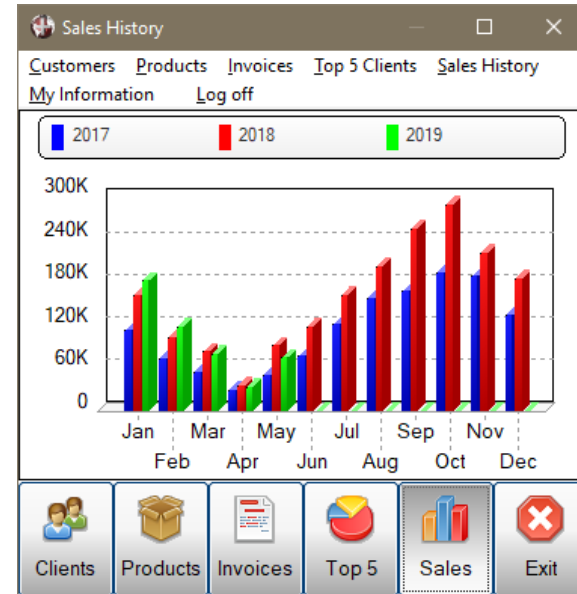 Sales History
Customers Products Invoices Top 5 Clients Sales History
My Information Log off
2017 2018 2019
300K
240K
180K
120K
60K
0
Jan Mar May Jul Sep Nov
Feb Apr Jun Aug Oct Dec
Clients Products Invoices Top 5 Sales Exit